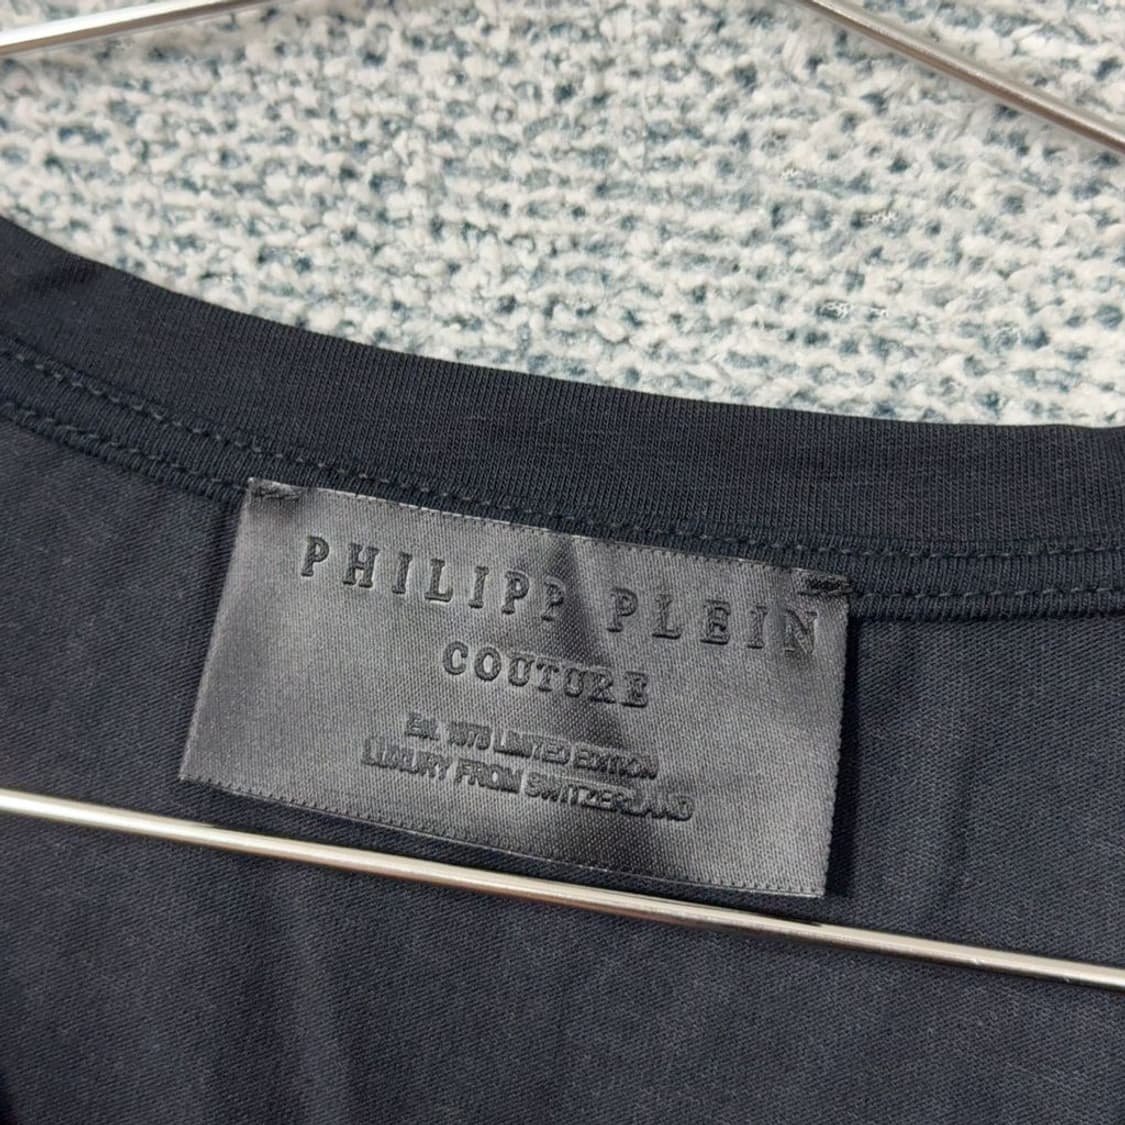 PHILIPP PLEIN
COUTURE
Est. 1978 LIMITED EDITION
LUXURY FROM SWITZERLAND